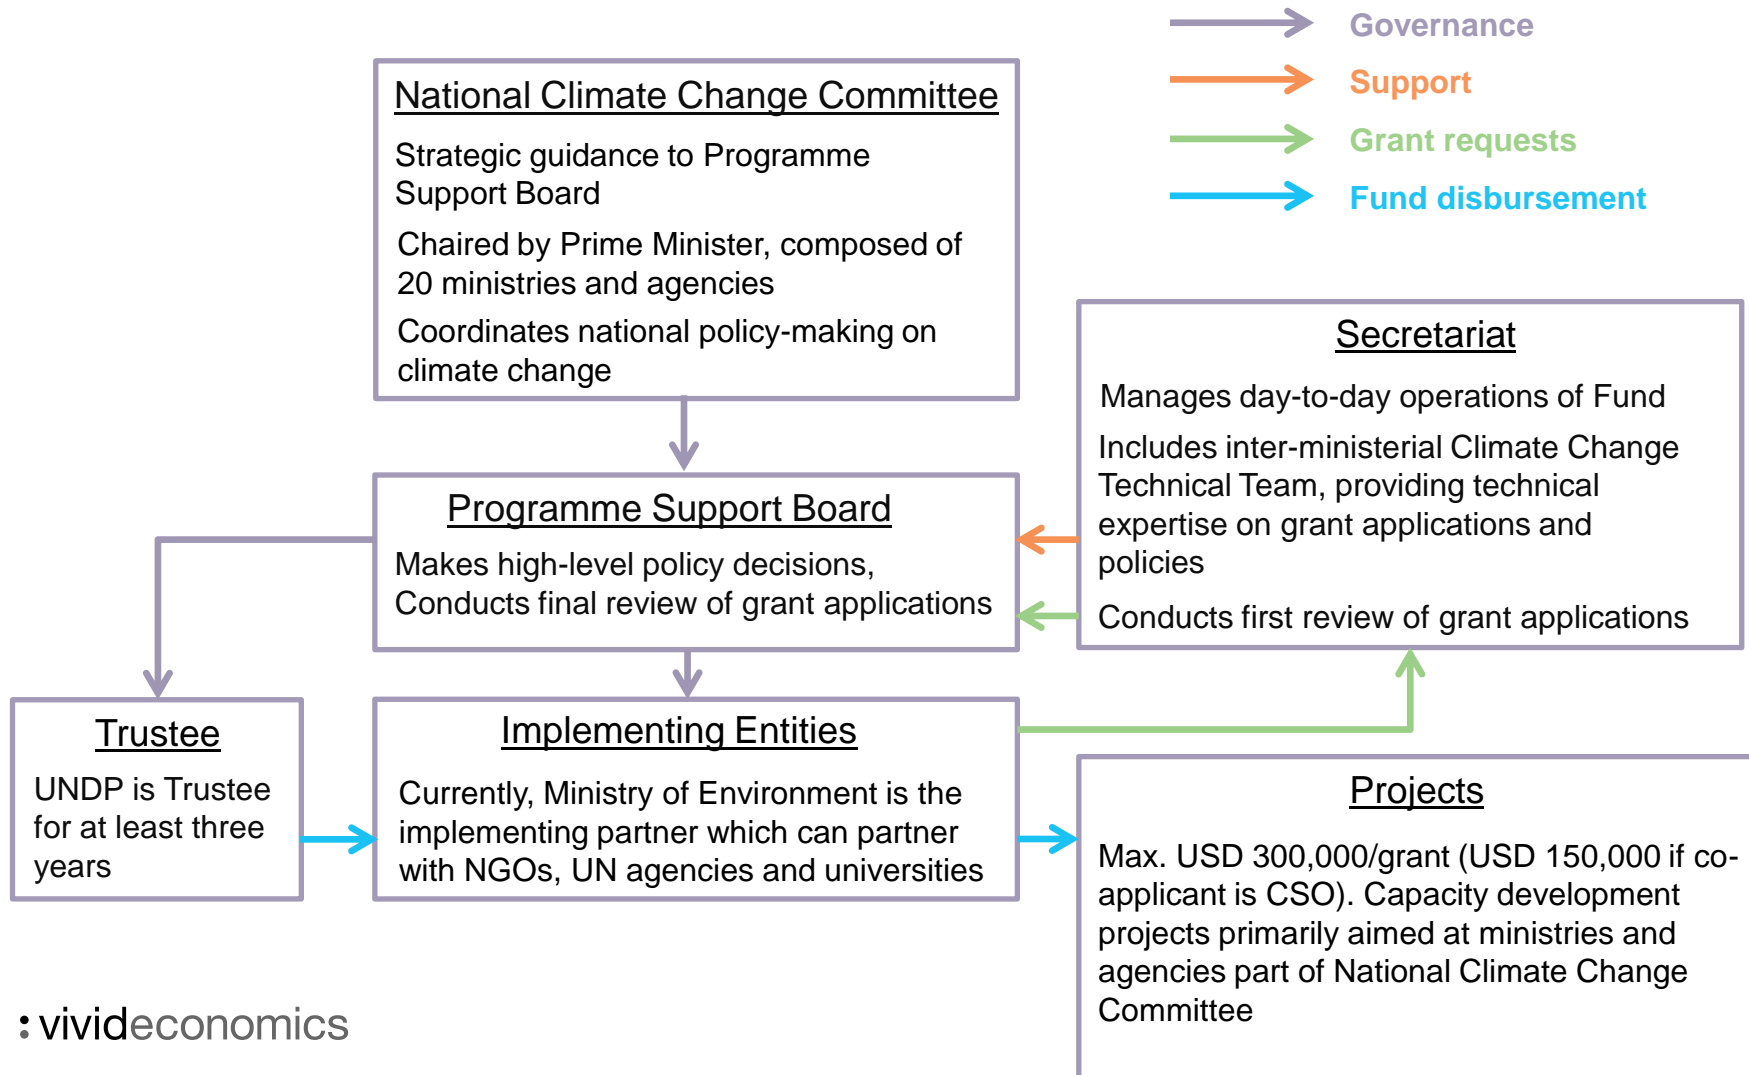 Governance
Support
Grant requests
Fund disbursement
National Climate Change Committee
Strategic guidance to Programme
Support Board
Chaired by Prime Minister, composed of
20 ministries and agencies
Coordinates national policy-making on
climate change
Secretariat
Manages day-to-day operations of Fund
Includes inter-ministerial Climate Change
Technical Team, providing technical
expertise on grant applications and
policies
Conducts first review of grant applications
Programme Support Board
Makes high-level policy decisions,
Conducts final review of grant applications
Trustee
UNDP is Trustee
for at least three
years
Implementing Entities
Currently, Ministry of Environment is the
implementing partner which can partner
with NGOs, UN agencies and universities
Projects
Max. USD 300,000/grant (USD 150,000 if co-
applicant is CSO). Capacity development
projects primarily aimed at ministries and
agencies part of National Climate Change
Committee
:vivideconomics